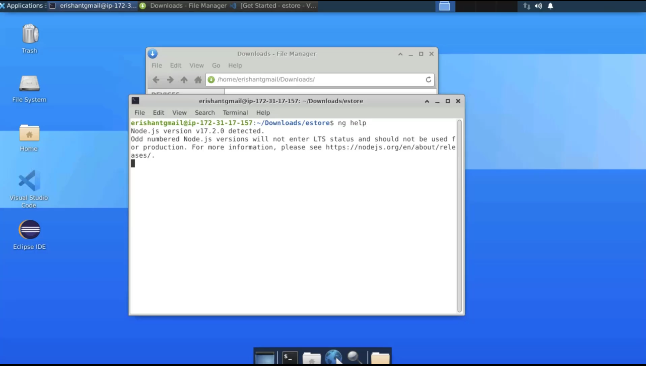 Applications : erishantgmail@ip-172-3... Downloads - File Manager [Get Started - estore - V...
Trash
File System
Home
Visual Studio
Code
Eclipse IDE
Downloads - File Manager
File Edit View Go Help
/home/erishantgmail/Downloads/
erishantgmail@ip-172-31-17-157: ~/Downloads/estore
File Edit View Search Terminal Help
erishantgmail@ip-172-31-17-157:~/Downloads/estore$ ng help
Node.js version v17.2.0 detected.
Odd numbered Node.js versions will not enter LTS status and should not be used f
or production. For more information, please see https://nodejs.org/en/about/rele
ases/.